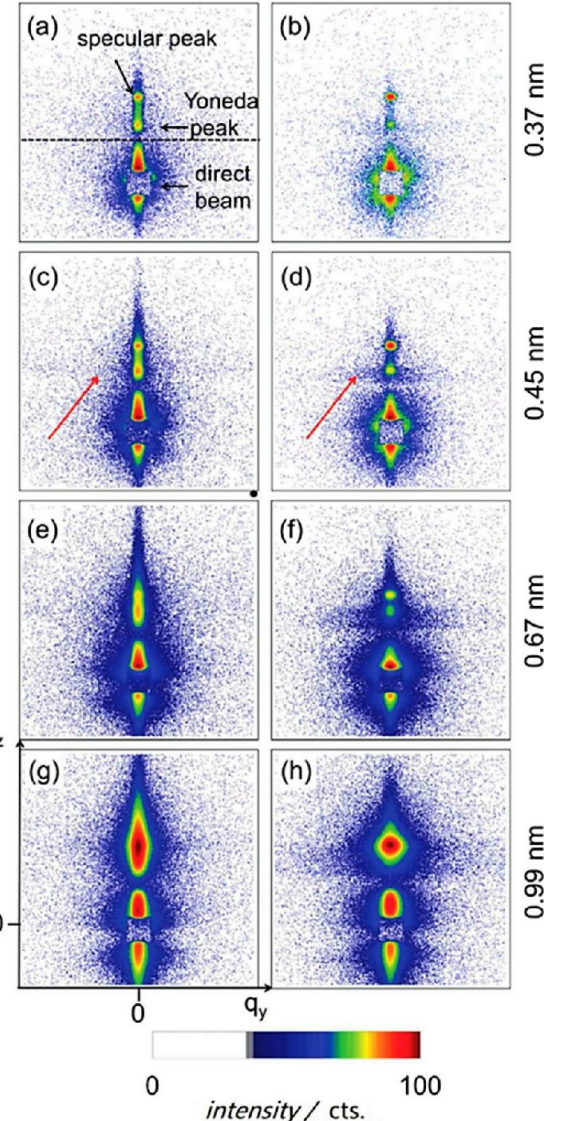 (a)
specular peak
Yoneda
peak
direct
beam
(b)
0.37 nm
(c)
(d)
0.45 nm
(e)
(f)
0.67 nm
(g)
(h)
0.99 nm
0
q_y
0
100
intensity / cts.